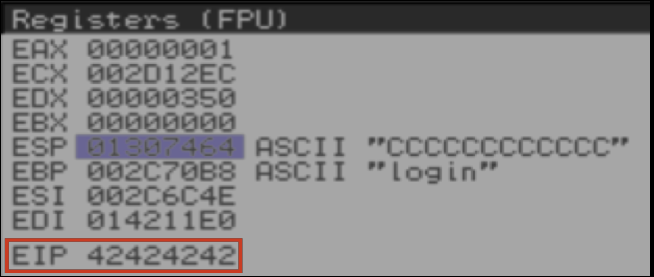 Registers (FPU)
EAX 00000001
ECX 002D12EC
EDX 00000350
EBX 00000000
ESP 01307464 ASCII "CCCCCCCCCCCCC"
EBP 002C70B8 ASCII "login"
ESI 002C6C4E
EDI 014211E0
EIP 42424242